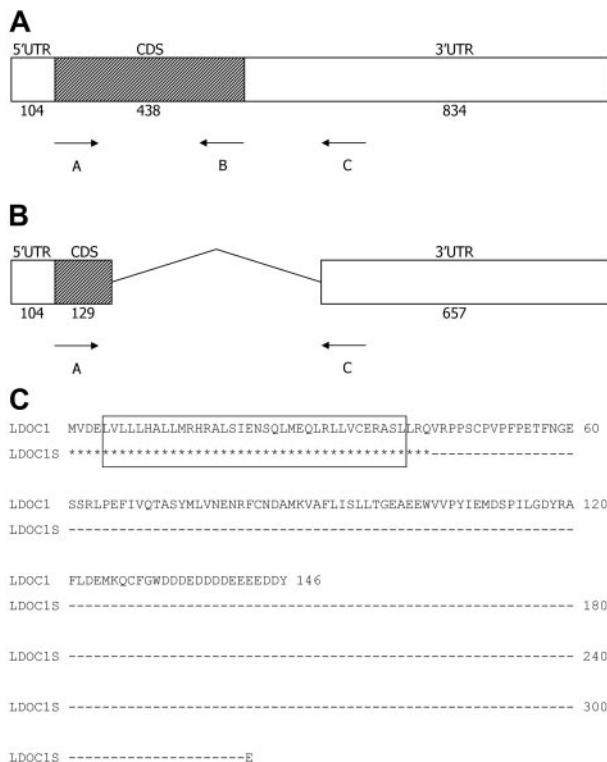 A
5'UTR CDS 3'UTR
104 438 834
A B C
B
5'UTR CDS 3'UTR
104 129 657
A C
C
LDOC1 MVDELVLLLHALLMRHRALSIENSQLMEQLRLLVCERASLLRQVRPPSCPVPFPETFNGE 60
LDOC1S *******************************************-----------------
LDOC1 SSRLPEFIVQTASYMLVNENRFCNDAMKVAFLISLLTGEAEEWVVPYIEMDSPILGDYRA 120
LDOC1S ------------------------------------------------------------
LDOC1 FLDEMKQCFGWDDDEDDDDEEEEDDY 146
LDOC1S ------------------------------------------------------------ 180
LDOC1S ------------------------------------------------------------ 240
LDOC1S ------------------------------------------------------------ 300
LDOC1S ---------------------E